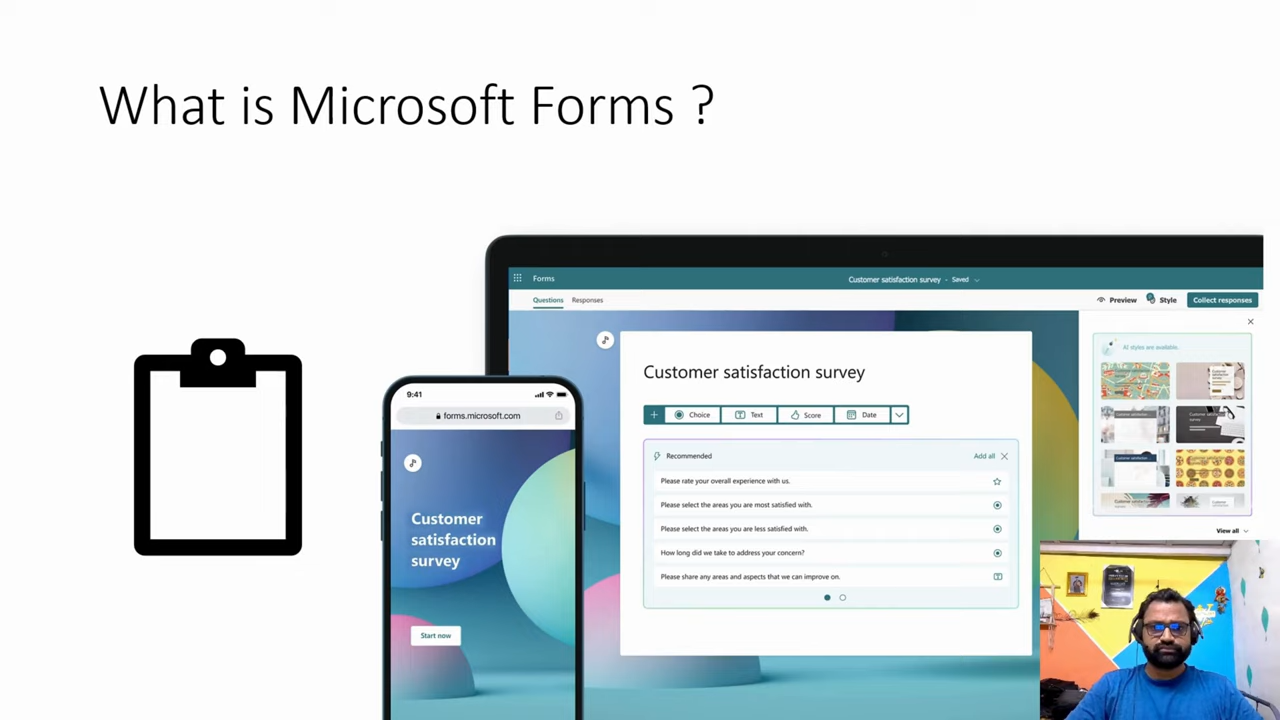 What is Microsoft Forms ?
Forms
Customer satisfaction survey - Saved
Questions Responses
Preview Style Collect responses
AI styles are available.
Customer satisfaction survey
+ Choice Text Score Date
Recommended Add all
Please rate your overall experience with us.
Please select the areas you are most satisfied with.
Please select the areas you are less satisfied with.
How long did we take to address your concern?
Please share any areas and aspects that we can improve on.
View all
9:41
forms.microsoft.com
Customer
satisfaction
survey
Start now